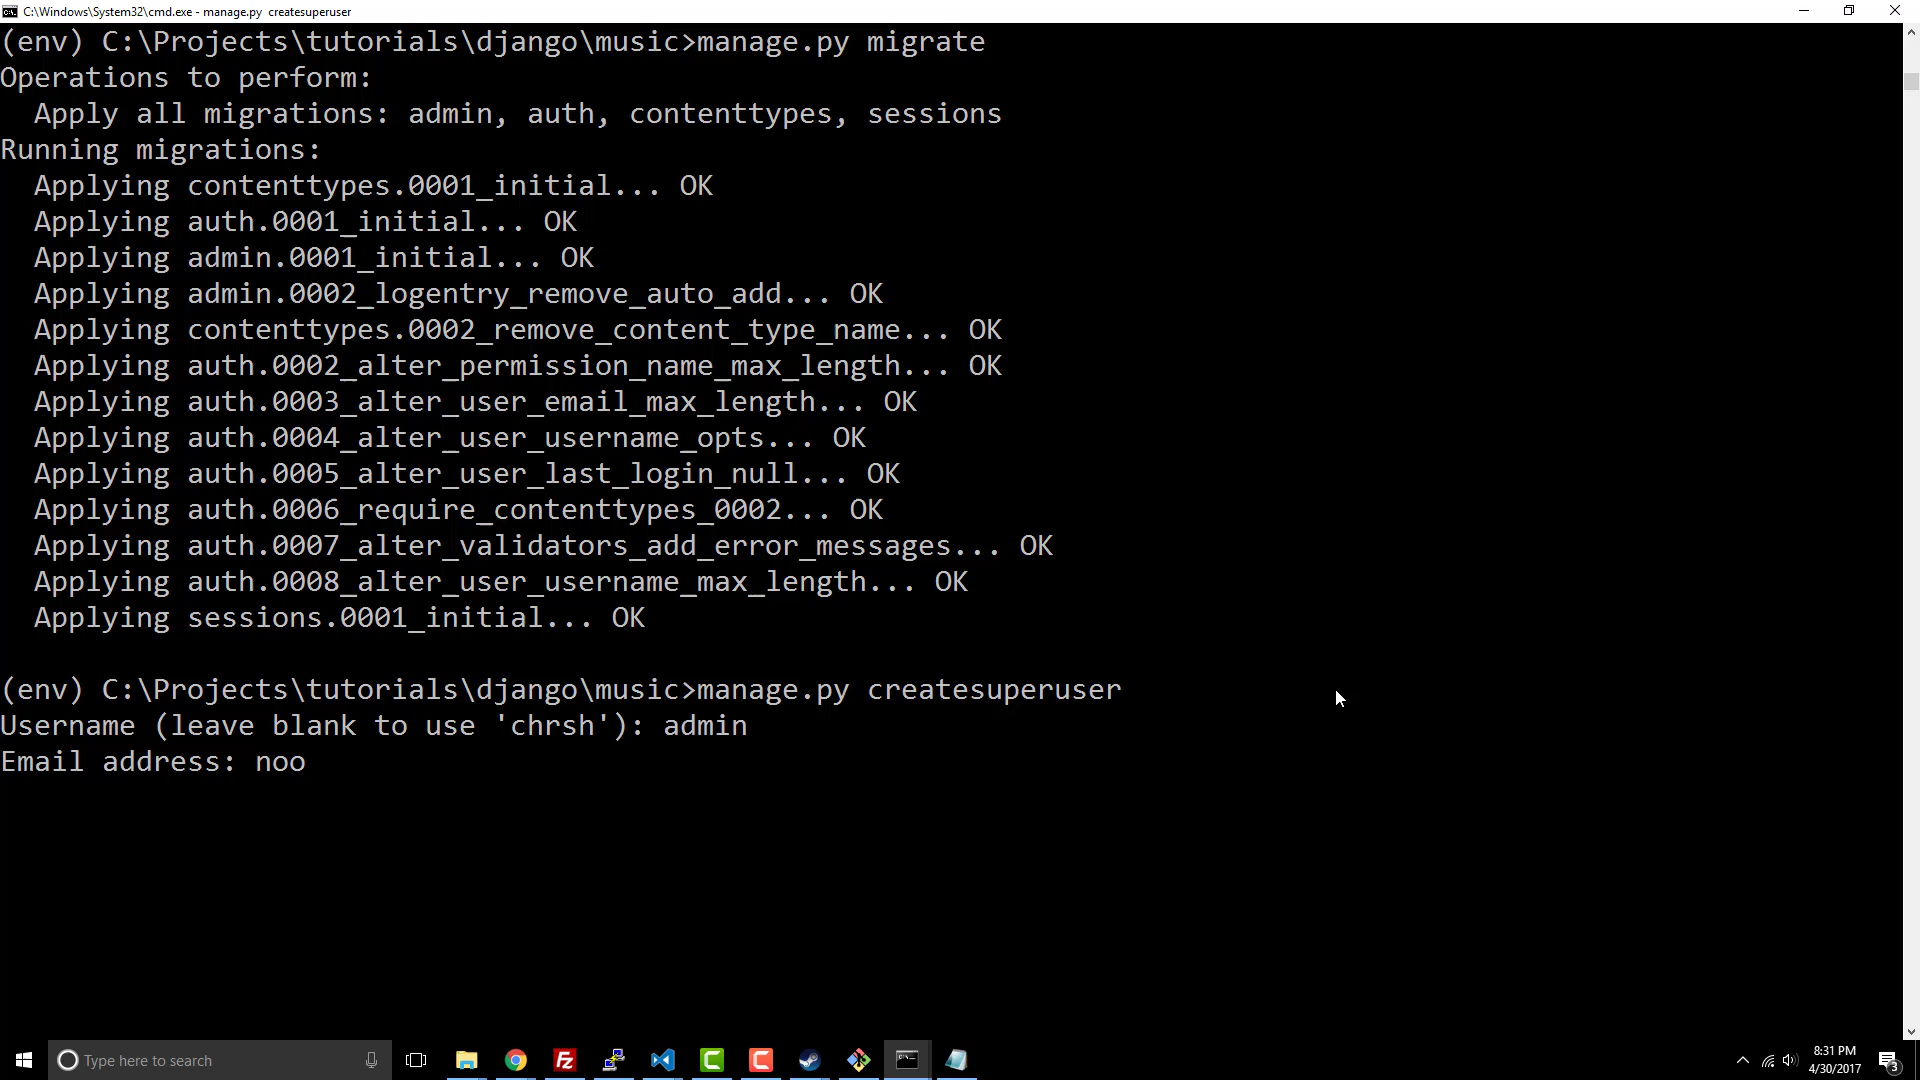 C:\Windows\System32\cmd.exe - manage.py  createsuperuser
(env) C:\Projects\tutorials\django\music>manage.py migrate
Operations to perform:
  Apply all migrations: admin, auth, contenttypes, sessions
Running migrations:
  Applying contenttypes.0001_initial... OK
  Applying auth.0001_initial... OK
  Applying admin.0001_initial... OK
  Applying admin.0002_logentry_remove_auto_add... OK
  Applying contenttypes.0002_remove_content_type_name... OK
  Applying auth.0002_alter_permission_name_max_length... OK
  Applying auth.0003_alter_user_email_max_length... OK
  Applying auth.0004_alter_user_username_opts... OK
  Applying auth.0005_alter_user_last_login_null... OK
  Applying auth.0006_require_contenttypes_0002... OK
  Applying auth.0007_alter_validators_add_error_messages... OK
  Applying auth.0008_alter_user_username_max_length... OK
  Applying sessions.0001_initial... OK
(env) C:\Projects\tutorials\django\music>manage.py createsuperuser
Username (leave blank to use 'chrsh'): admin
Email address: noo
Type here to search
Fz
8:31 PM
4/30/2017
3